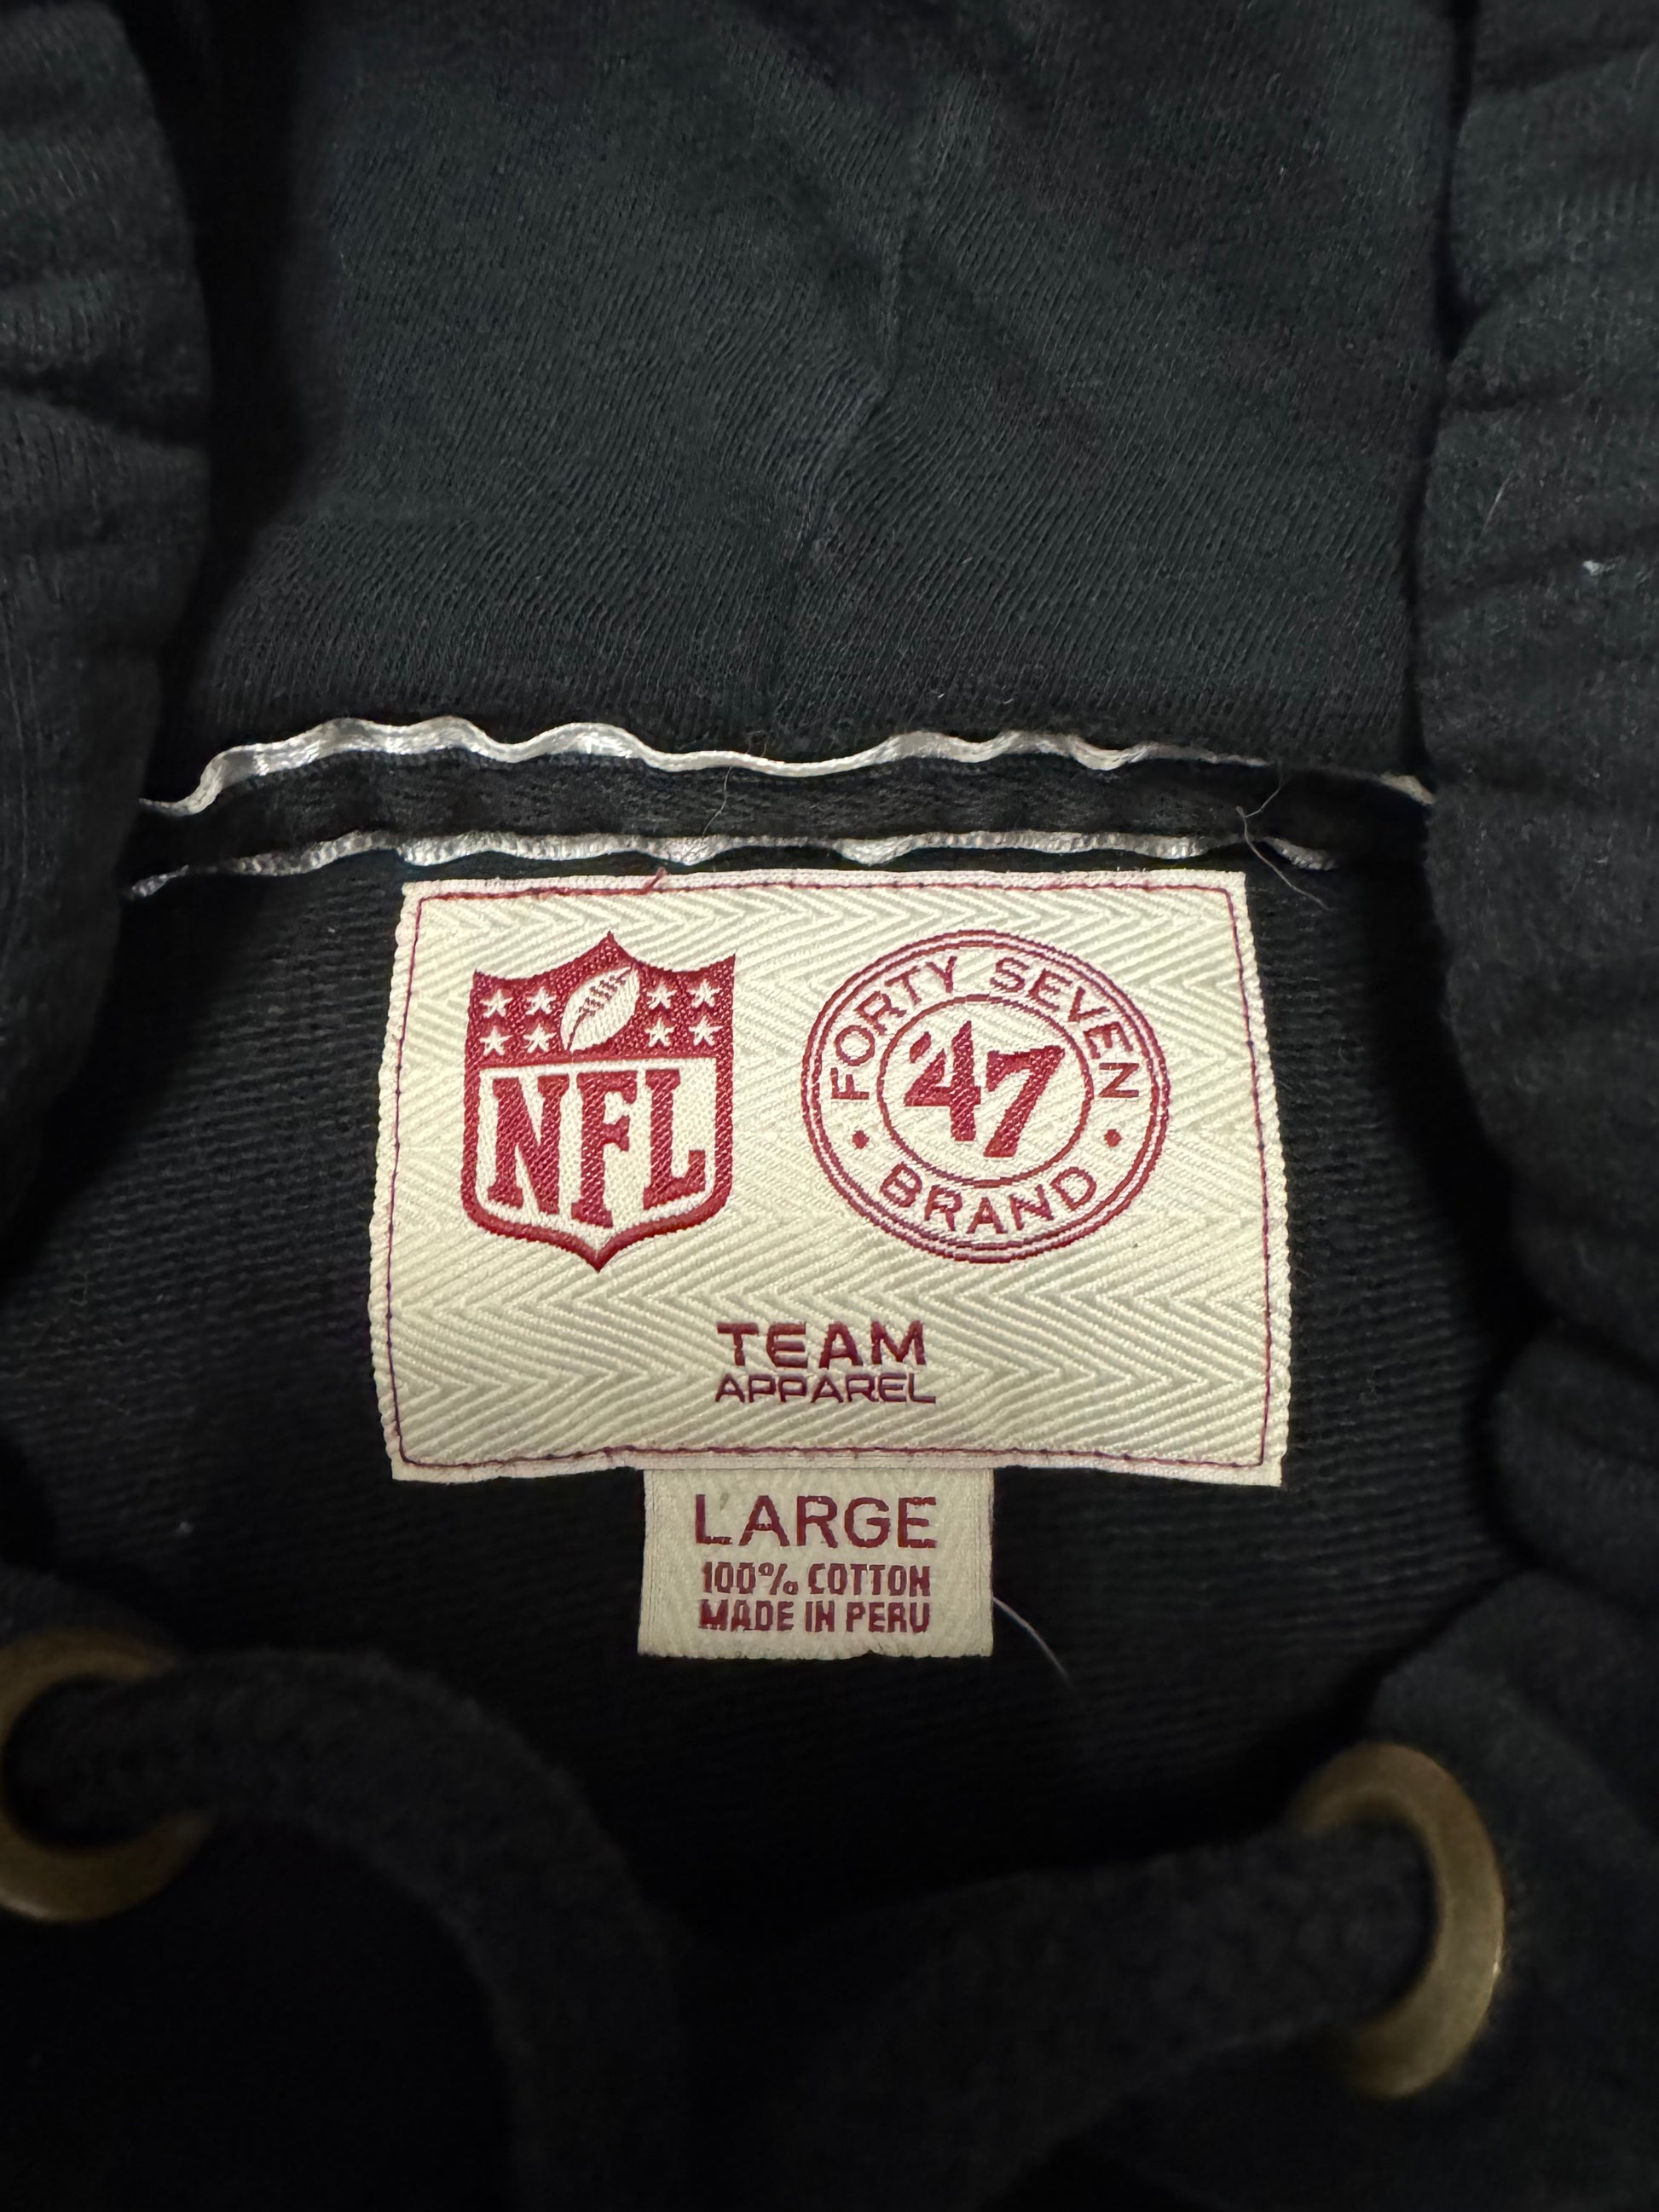 NFL
FORTY SEVEN
'47
BRAND
TEAM
APPAREL
LARGE
100% COTTON
MADE IN PERU